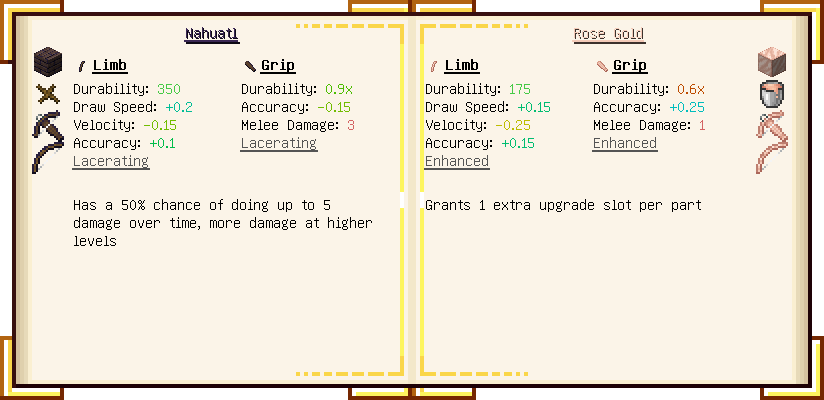 Nahuatl
Limb
Durability: 350
Draw Speed: +0.2
Velocity: -0.15
Accuracy: +0.1
Lacerating
Grip
Durability: 0.9x
Accuracy: -0.15
Melee Damage: 3
Lacerating
Has a 50% chance of doing up to 5
damage over time, more damage at higher
levels
Rose Gold
Limb
Durability: 175
Draw Speed: +0.15
Velocity: -0.25
Accuracy: +0.15
Enhanced
Grip
Durability: 0.6x
Accuracy: +0.25
Melee Damage: 1
Enhanced
Grants 1 extra upgrade slot per part